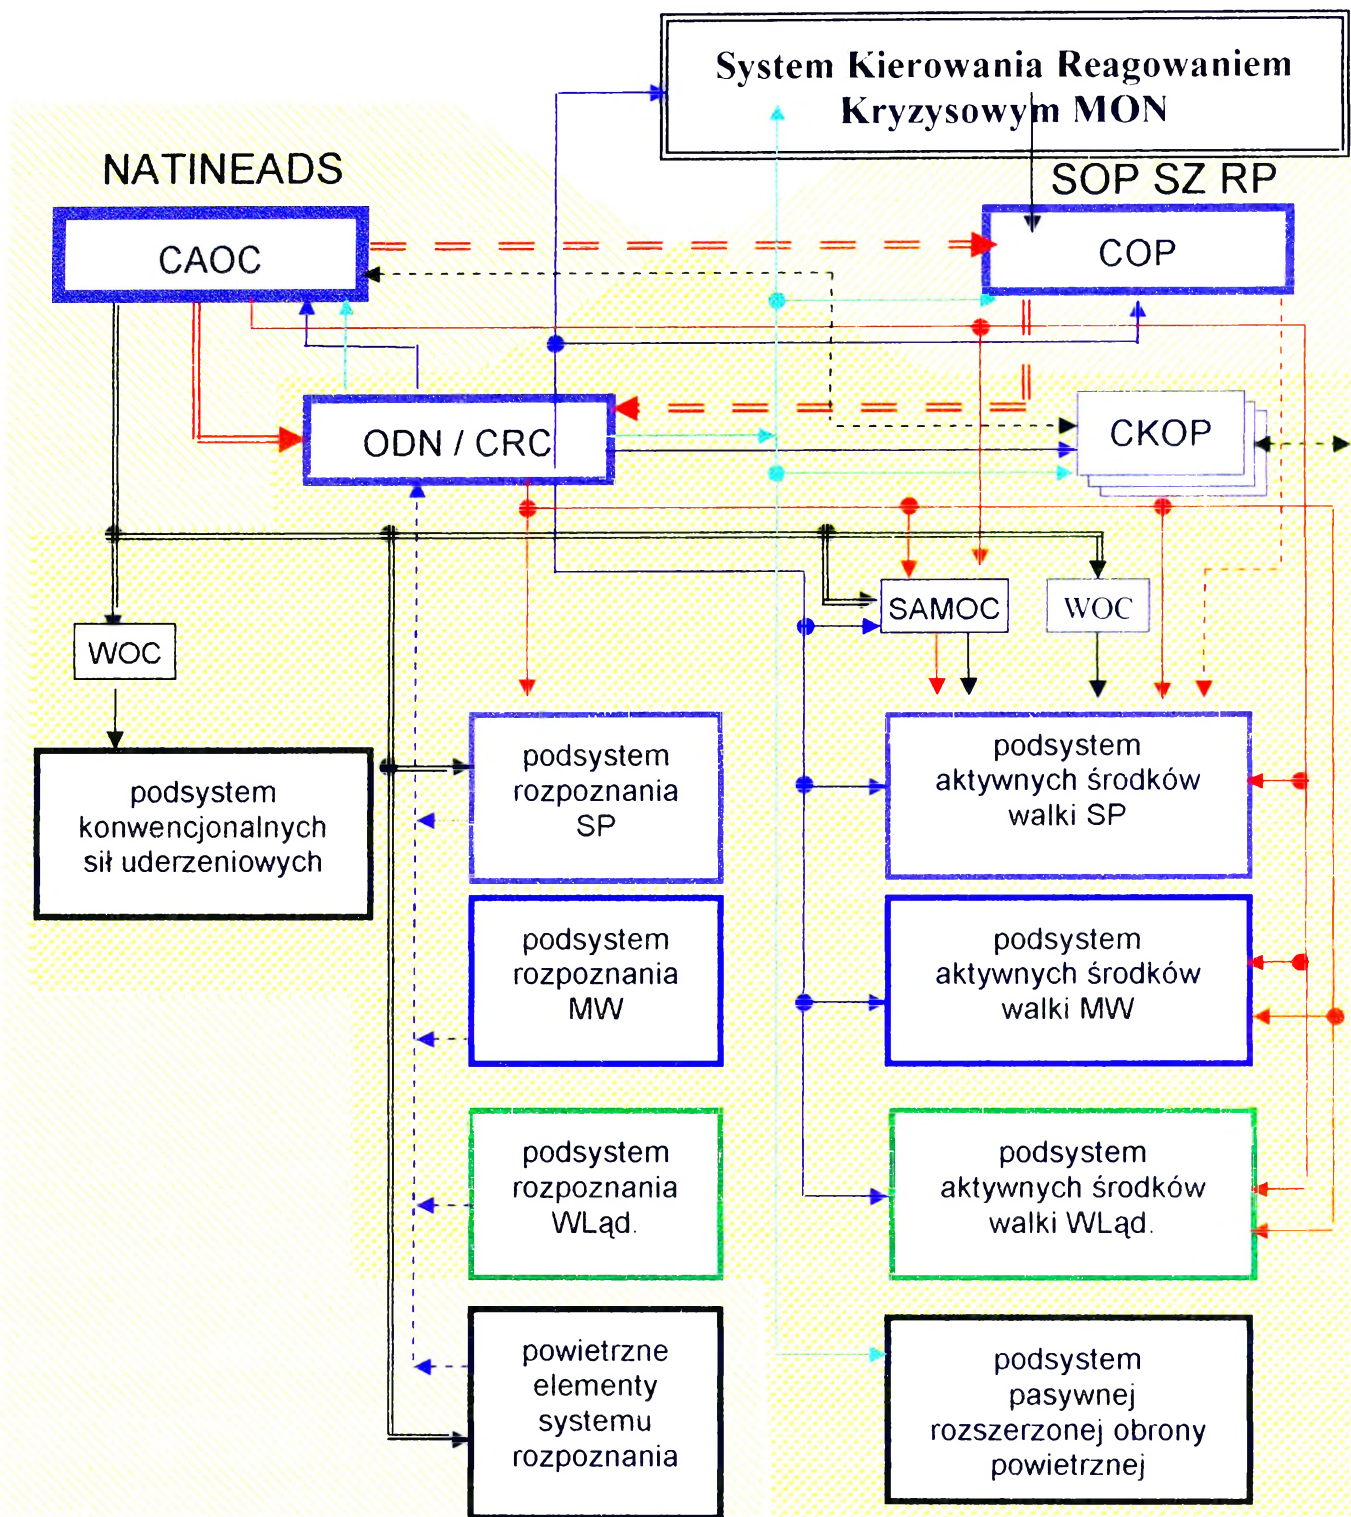 System Kierowania Reagowaniem
Kryzysowym MON
NATINEADS
SOP SZ RP
CAOC
COP
ODN / CRC
CKOP
SAMOC
WOC
WOC
podsystem
konwencjonalnych
sił uderzeniowych
podsystem
rozpoznania
SP
podsystem
aktywnych środków
walki SP
podsystem
rozpoznania
MW
podsystem
aktywnych środków
walki MW
podsystem
rozpoznania
WLąd.
podsystem
aktywnych środków
walki WLąd.
powietrzne
elementy
systemu
rozpoznania
podsystem
pasywnej
rozszerzonej obrony
powietrznej